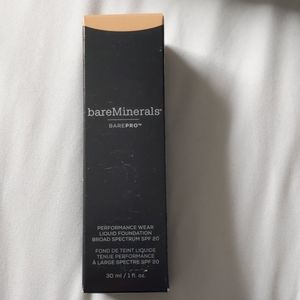 bareMinerals®
BAREPRO™
PERFORMANCE WEAR
LIQUID FOUNDATION
BROAD SPECTRUM SPF 20
FOND DE TEINT LIQUIDE
TENUE PERFORMANCE
À LARGE SPECTRE SPF 20
30 ml / 1 fl. oz.